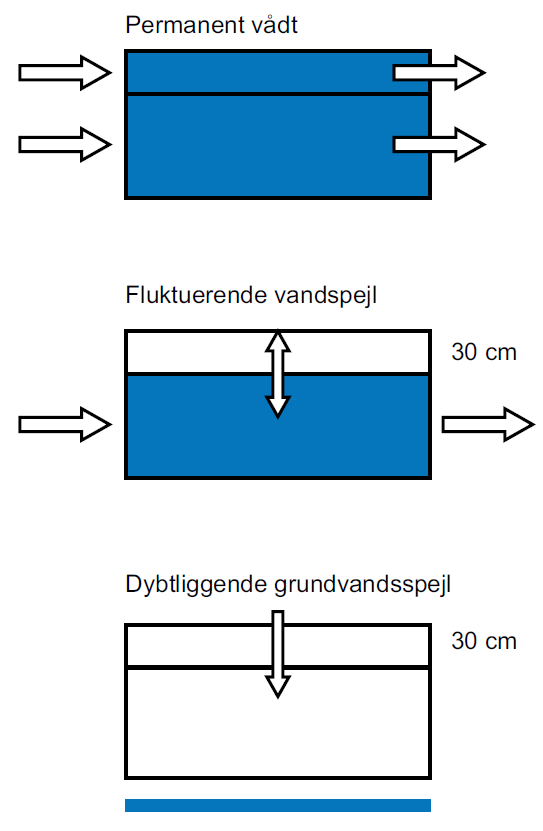 Permanent vådt
Fluktuerende vandspejl
30 cm
Dybtliggende grundvandsspejl
30 cm